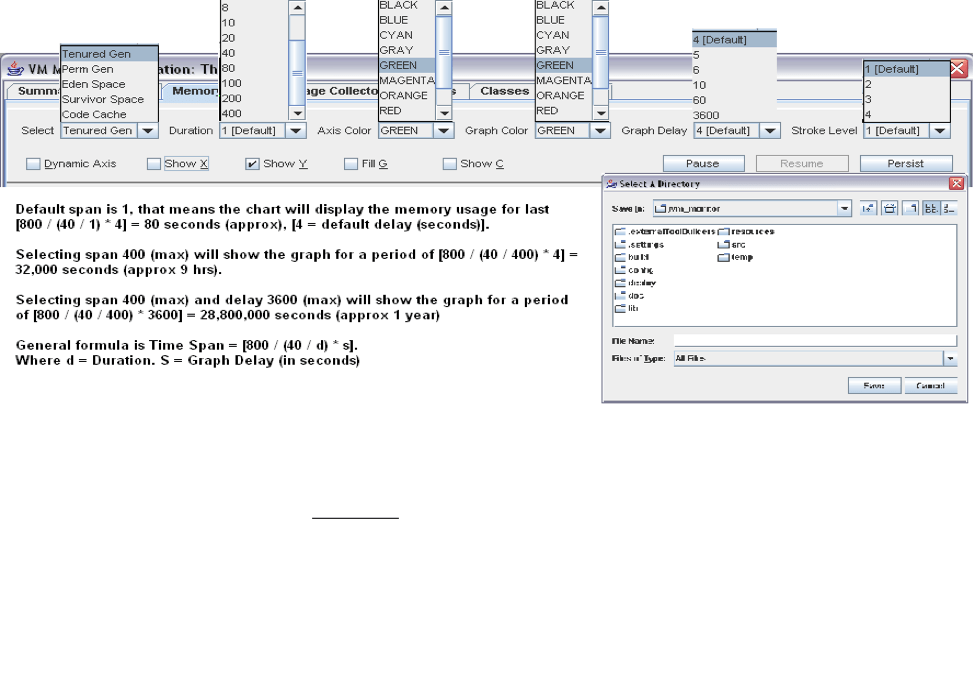 8
10
20
40
80
100
200
400
BLACK
BLUE
CYAN
GRAY
GREEN
MAGENTA
ORANGE
RED
BLACK
BLUE
CYAN
GRAY
GREEN
MAGENTA
ORANGE
RED
4 [Default]
5
6
10
60
3600
1 [Default]
2
3
4
Tenured Gen
Perm Gen
Eden Space
Survivor Space
Code Cache
VM M ation: Th
Summ Memor age Collecto s Classes
Select Tenured Gen Duration 1 [Default] Axis Color GREEN Graph Color GREEN Graph Delay 4 [Default] Stroke Level 1 [Default]
Dynamic Axis Show X Show Y Fill G Show C Pause Resume Persist
Default span is 1, that means the chart will display the memory usage for last
[800 / (40 / 1) * 4] = 80 seconds (approx), [4 = default delay (seconds)].
Selecting span 400 (max) will show the graph for a period of [800 / (40 / 400) * 4] =
32,000 seconds (approx 9 hrs).
Selecting span 400 (max) and delay 3600 (max) will show the graph for a period
of [800 / (40 / 400) * 3600] = 28,800,000 seconds (approx 1 year)
General formula is Time Span = [800 / (40 / d) * s].
Where d = Duration. S = Graph Delay (in seconds)
Select A Directory
Save In: jvm_monitor
.externalToolBuilders resources
.settings src
build temp
config
deploy
doc
lib
File Name:
Files of Type: All Files
Save Cancel